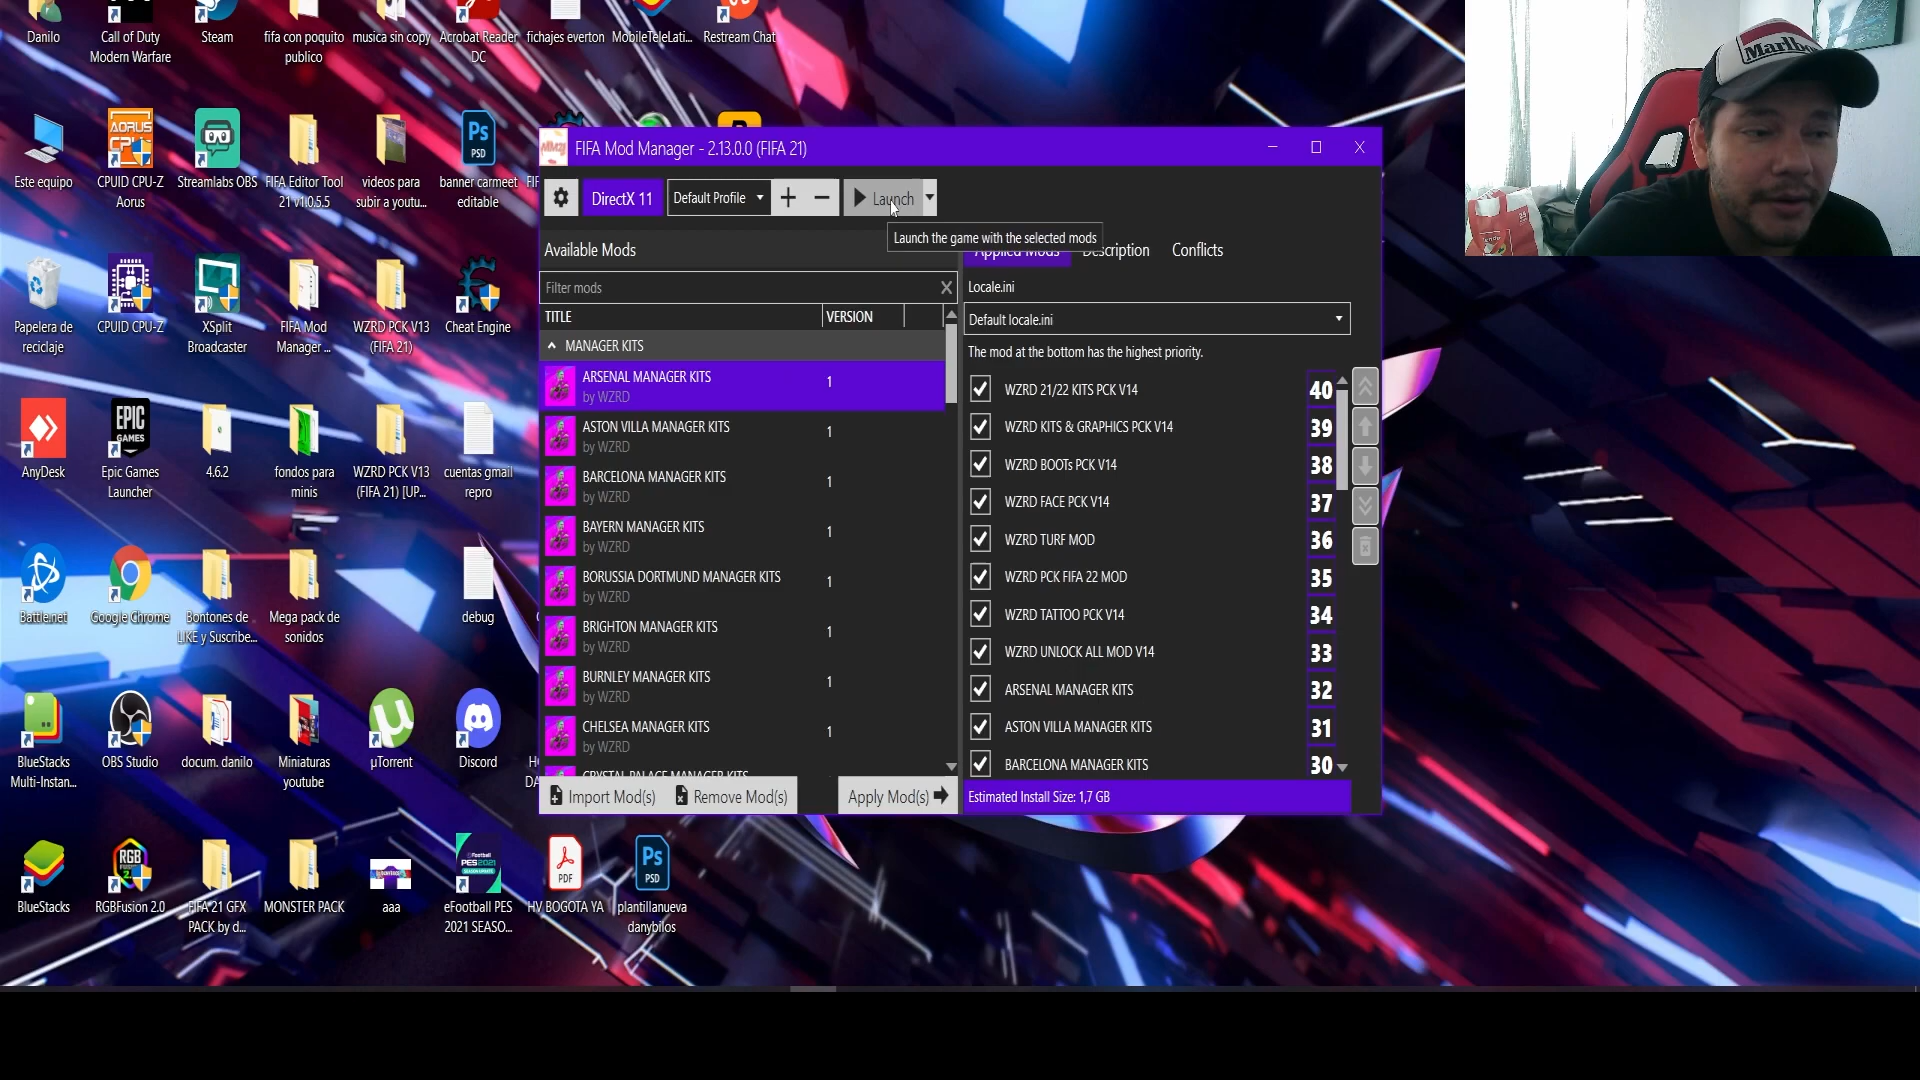 Danilo
Call of Duty
Modern Warfare
Steam
fifa con poquito
publico
musica sin copy
Acrobat Reader
DC
fichajes everton
MobileTeleLati...
Restream Chat
Este equipo
CPUID CPU-Z
Aorus
Streamlabs OBS
FIFA Editor Tool
21 v1.0.5.5
videos para
subir a youtu...
banner carmeet
editable
Papelera de
reciclaje
CPUID CPU-Z
XSplit
Broadcaster
FIFA Mod
Manager ...
WZRD PCK V13
(FIFA 21)
Cheat Engine
AnyDesk
Epic Games
Launcher
4.6.2
fondos para
minis
WZRD PCK V13
(FIFA 21) [UP...
cuentas gmail
repro
Battle.net
Google Chrome
Bontones de
LIKE y Suscribe...
Mega pack de
sonidos
debug
BlueStacks
Multi-Instan...
OBS Studio
docum. danilo
Miniaturas
youtube
µTorrent
Discord
BlueStacks
RGBFusion 2.0
FIFA 21 GFX
PACK by d...
MONSTER PACK
aaa
eFootball PES
2021 SEASO...
HV BOGOTA YA
plantillanueva
danybilos
FIFA Mod Manager - 2.13.0.0 (FIFA 21)
DirectX 11
Default Profile
Launch
Launch the game with the selected mods
Available Mods
Filter mods
TITLE VERSION
MANAGER KITS
ARSENAL MANAGER KITS 1
by WZRD
ASTON VILLA MANAGER KITS 1
by WZRD
BARCELONA MANAGER KITS 1
by WZRD
BAYERN MANAGER KITS 1
by WZRD
BORUSSIA DORTMUND MANAGER KITS 1
by WZRD
BRIGHTON MANAGER KITS 1
by WZRD
BURNLEY MANAGER KITS 1
by WZRD
CHELSEA MANAGER KITS 1
by WZRD
CRYSTAL PALACE MANAGER KITS
Import Mod(s)
Remove Mod(s)
Apply Mod(s)
Applied Mods
Description
Conflicts
Locale.ini
Default locale.ini
The mod at the bottom has the highest priority.
WZRD 21/22 KITS PCK V14 40
WZRD KITS & GRAPHICS PCK V14 39
WZRD BOOTs PCK V14 38
WZRD FACE PCK V14 37
WZRD TURF MOD 36
WZRD PCK FIFA 22 MOD 35
WZRD TATTOO PCK V14 34
WZRD UNLOCK ALL MOD V14 33
ARSENAL MANAGER KITS 32
ASTON VILLA MANAGER KITS 31
BARCELONA MANAGER KITS 30
Estimated Install Size: 1,7 GB